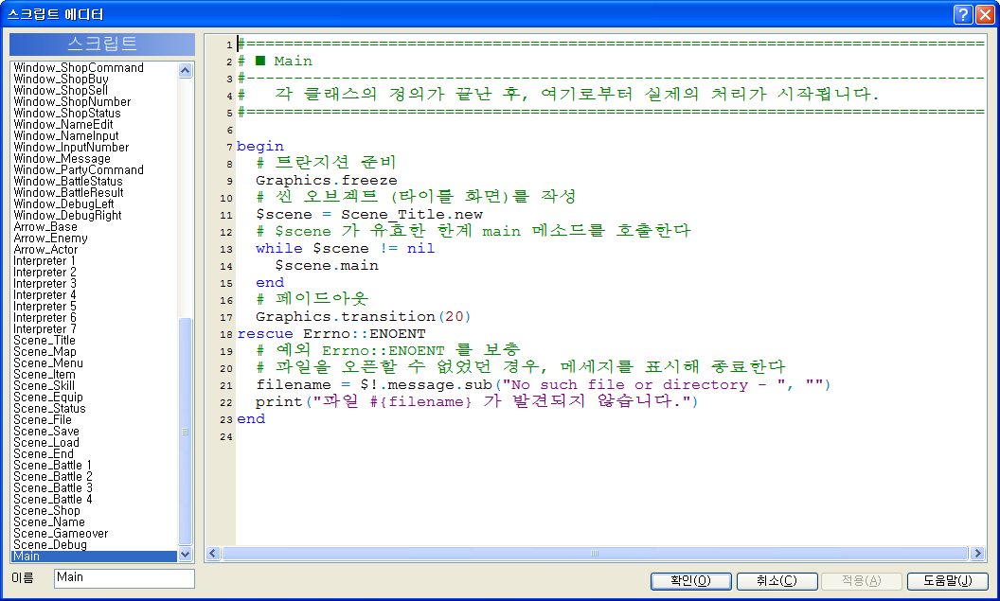 스크립트 에디터
스크립트
Window_ShopCommand
Window_ShopBuy
Window_ShopSell
Window_ShopNumber
Window_ShopStatus
Window_NameEdit
Window_NameInput
Window_InputNumber
Window_Message
Window_PartyCommand
Window_BattleStatus
Window_BattleResult
Window_DebugLeft
Window_DebugRight
Arrow_Base
Arrow_Enemy
Arrow_Actor
Interpreter 1
Interpreter 2
Interpreter 3
Interpreter 4
Interpreter 5
Interpreter 6
Interpreter 7
Scene_Title
Scene_Map
Scene_Menu
Scene_Item
Scene_Skill
Scene_Equip
Scene_Status
Scene_File
Scene_Save
Scene_Load
Scene_End
Scene_Battle 1
Scene_Battle 2
Scene_Battle 3
Scene_Battle 4
Scene_Shop
Scene_Name
Scene_Gameover
Scene_Debug
Main
이름 Main
1 #==============================================================================
2 # ■ Main
3 #------------------------------------------------------------------------------
4 #   각 클래스의 정의가 끝난 후, 여기로부터 실제의 처리가 시작됩니다.
5 #==============================================================================
6
7 begin
8   # 트란지션 준비
9   Graphics.freeze
10   # 씬 오브젝트 (타이틀 화면)를 작성
11   $scene = Scene_Title.new
12   # $scene 가 유효한 한계 main 메소드를 호출한다
13   while $scene != nil
14     $scene.main
15   end
16   # 페이드아웃
17   Graphics.transition(20)
18 rescue Errno::ENOENT
19   # 예외 Errno::ENOENT 를 보충
20   # 파일을 오픈할 수 없었던 경우, 메세지를 표시해 종료한다
21   filename = $!.message.sub("No such file or directory - ", "")
22   print("파일 #{filename} 가 발견되지 않습니다.")
23 end
24
확인(O) 취소(C) 적용(A) 도움말(J)